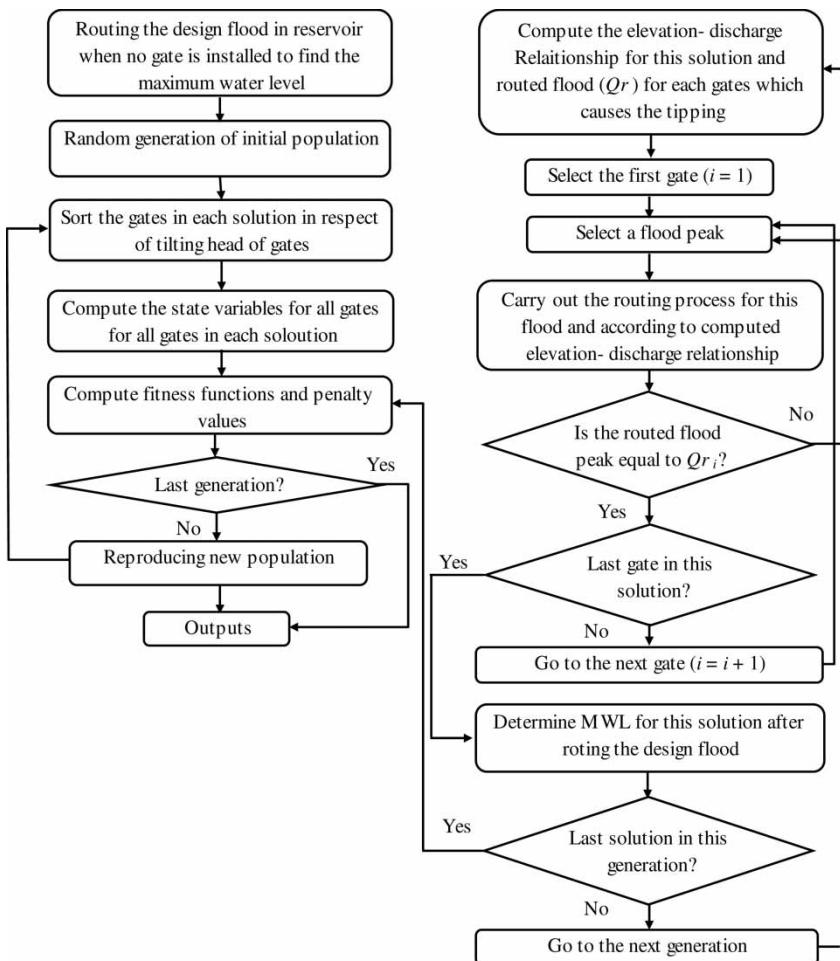 Routing the design flood in reservoir
when no gate is installed to find the
maximum water level
Random generation of initial population
Sort the gates in each solution in respect
of tilting head of gates
Compute the state variables for all gates
for all gates in each soloution
Compute fitness functions and penalty
values
Last generation?
Yes
No
Reproducing new population
Outputs
Compute the elevation- discharge
Relaitionship for this solution and
routed flood (Qr ) for each gates which
causes the tipping
Select the first gate (i = 1)
Select a flood peak
Carry out the routing process for this
flood and according to computed
elevation- discharge relationship
Is the routed flood
peak equal to Qr i?
No
Yes
Last gate in this
solution?
Yes
No
Go to the next gate (i = i + 1)
Determine MWL for this solution after
roting the design flood
Last solution in this
generation?
Yes
No
Go to the next generation